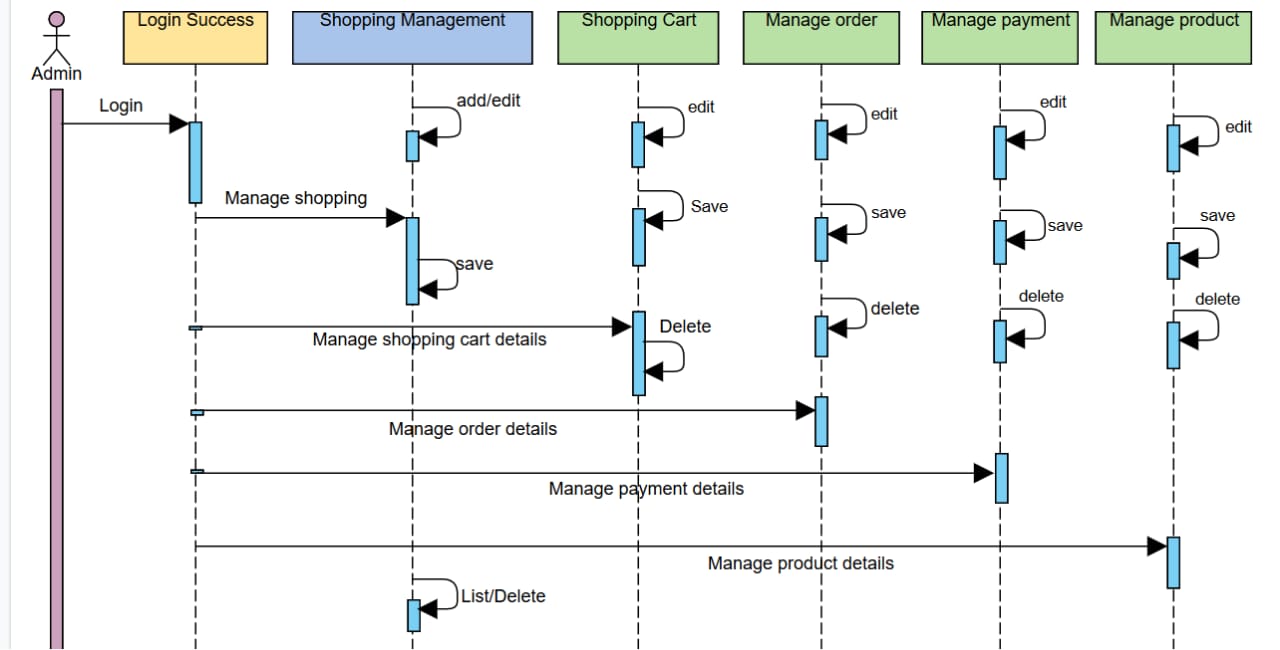 Login Success
Shopping Management
Shopping Cart
Manage order
Manage payment
Manage product
Admin
Login
add/edit
edit
edit
edit
edit
Manage shopping
Save
save
save
save
save
Manage shopping cart details
Delete
delete
delete
delete
Manage order details
Manage payment details
Manage product details
List/Delete